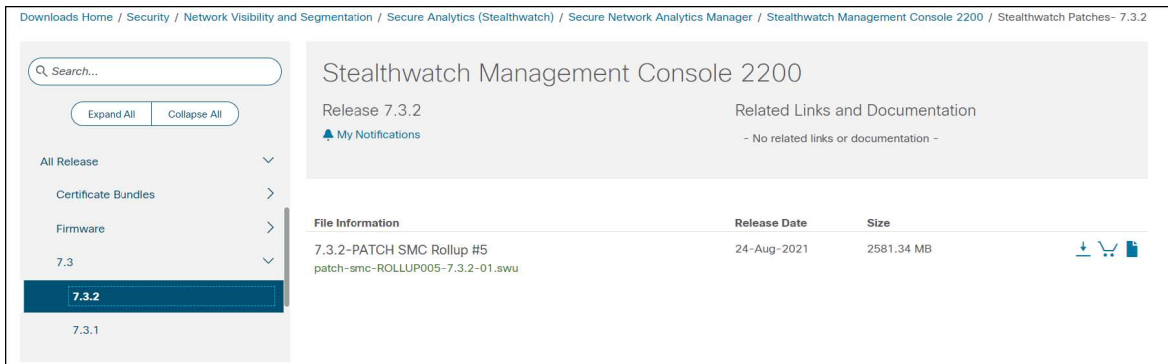 Downloads Home / Security / Network Visibility and Segmentation / Secure Analytics (Stealthwatch) / Secure Network Analytics Manager / Stealthwatch Management Console 2200 / Stealthwatch Patches- 7.3.2
Search...
Expand All Collapse All
All Release
Certificate Bundles
Firmware
7.3
7.3.2
7.3.1
Stealthwatch Management Console 2200
Release 7.3.2
My Notifications
Related Links and Documentation
- No related links or documentation -
File Information Release Date Size
7.3.2-PATCH SMC Rollup #5 24-Aug-2021 2581.34 MB
patch-smc-ROLLUP005-7.3.2-01.swu